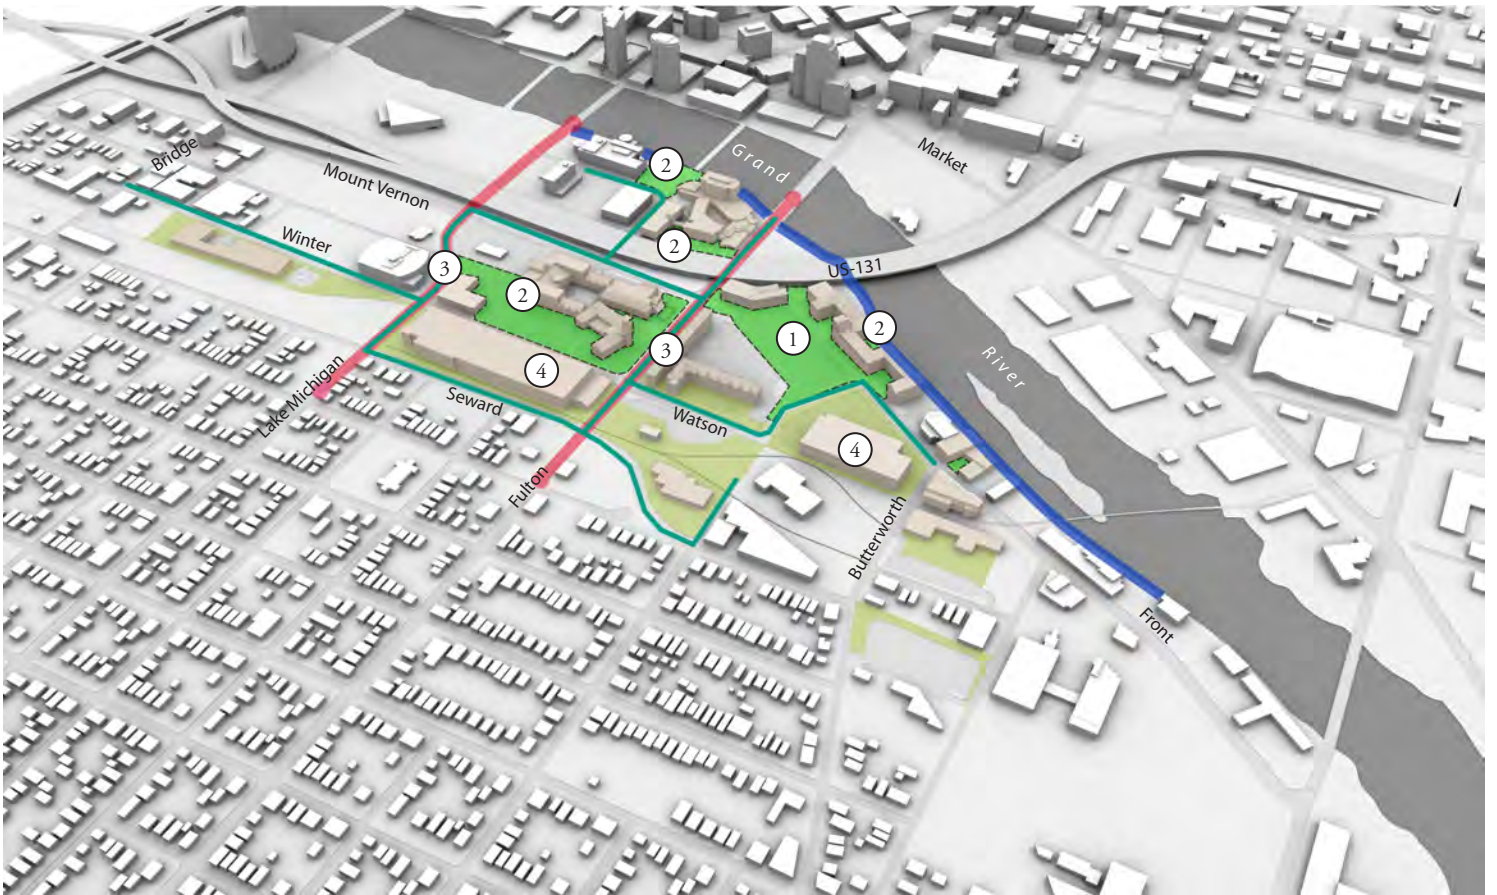 Bridge
Mount Vernon
Winter
Grand
Market
US-131
River
Lake Michigan
Seward
Watson
Fulton
Butterworth
Front
2
2
3
2
1
2
3
4
4